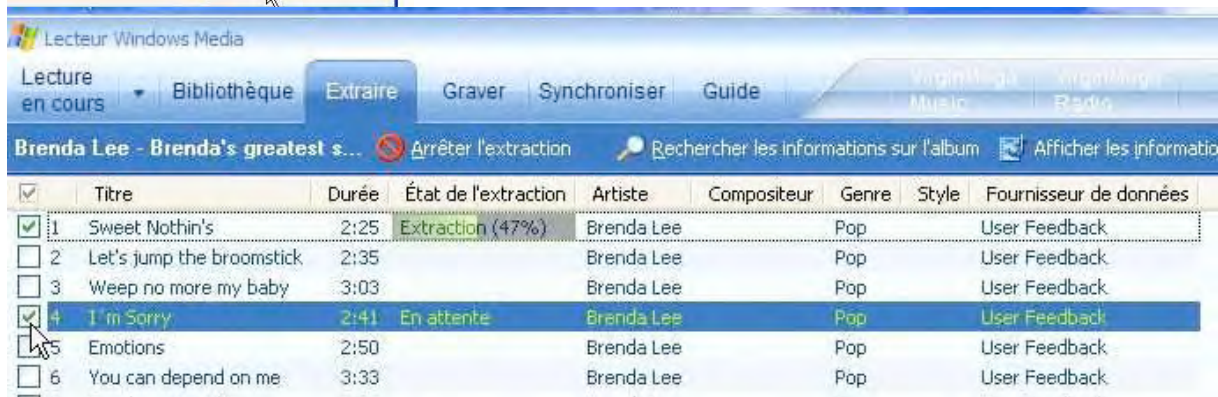 Lecteur Windows Media
Lecture en cours Bibliothèque Extraire Graver Synchroniser Guide VirginMega Music VirginMega Radio
Brenda Lee - Brenda's greatest s... Arrêter l'extraction Rechercher les informations sur l'album Afficher les informatio
Titre Durée État de l'extraction Artiste Compositeur Genre Style Fournisseur de données
1 Sweet Nothin's 2:25 Extraction (47%) Brenda Lee Pop User Feedback
2 Let's jump the broomstick 2:35 Brenda Lee Pop User Feedback
3 Weep no more my baby 3:03 Brenda Lee Pop User Feedback
4 I 'm Sorry 2:41 En attente Brenda Lee Pop User Feedback
5 Emotions 2:50 Brenda Lee Pop User Feedback
6 You can depend on me 3:33 Brenda Lee Pop User Feedback